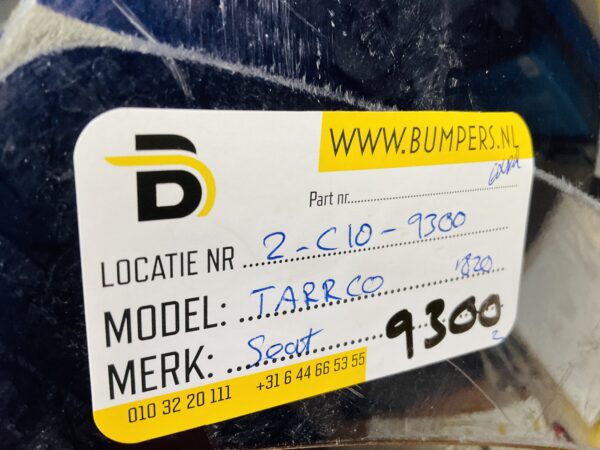 WWW.BUMPERS.NL
Part nr.
LOCATIE NR 2-C10-9300
MODEL: TARRCO 1820
MERK: Seat 9300
010 32 20 111 +31 6 44 66 53 55